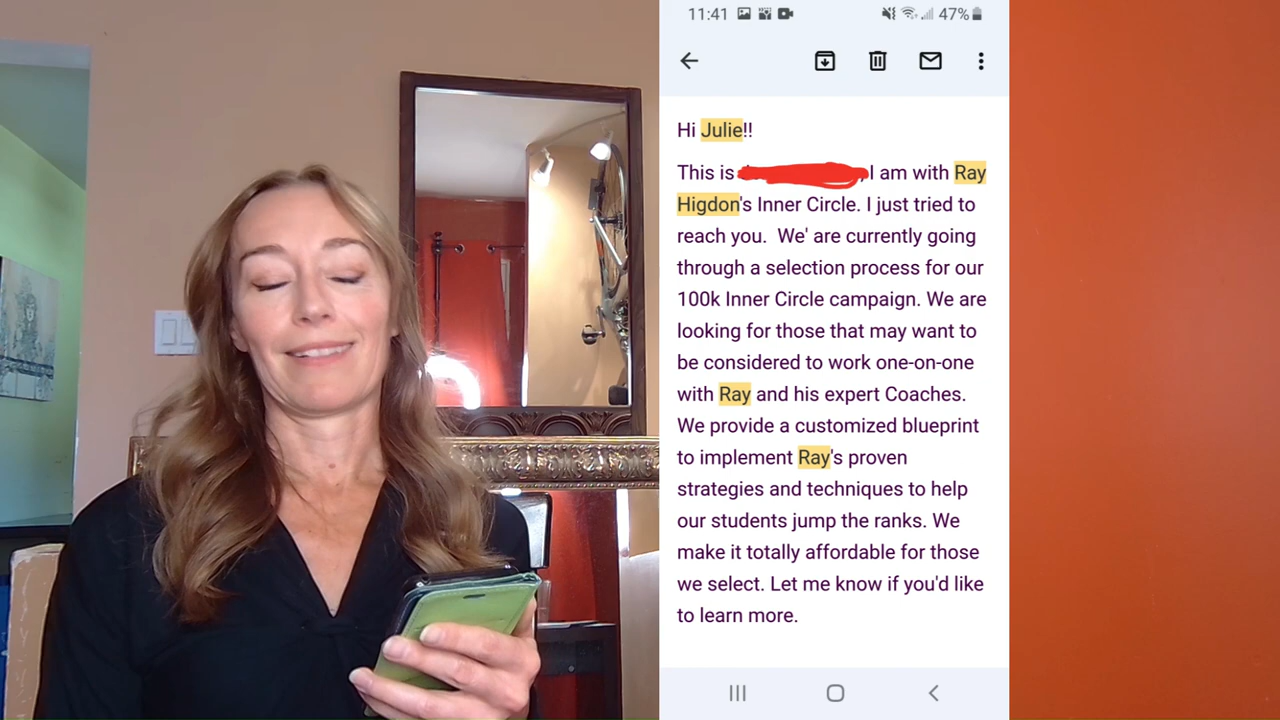 11:41
47%
Hi Julie!!
This is I am with Ray
Higdon's Inner Circle. I just tried to
reach you.  We' are currently going
through a selection process for our
100k Inner Circle campaign. We are
looking for those that may want to
be considered to work one-on-one
with Ray and his expert Coaches.
We provide a customized blueprint
to implement Ray's proven
strategies and techniques to help
our students jump the ranks. We
make it totally affordable for those
we select. Let me know if you'd like
to learn more.